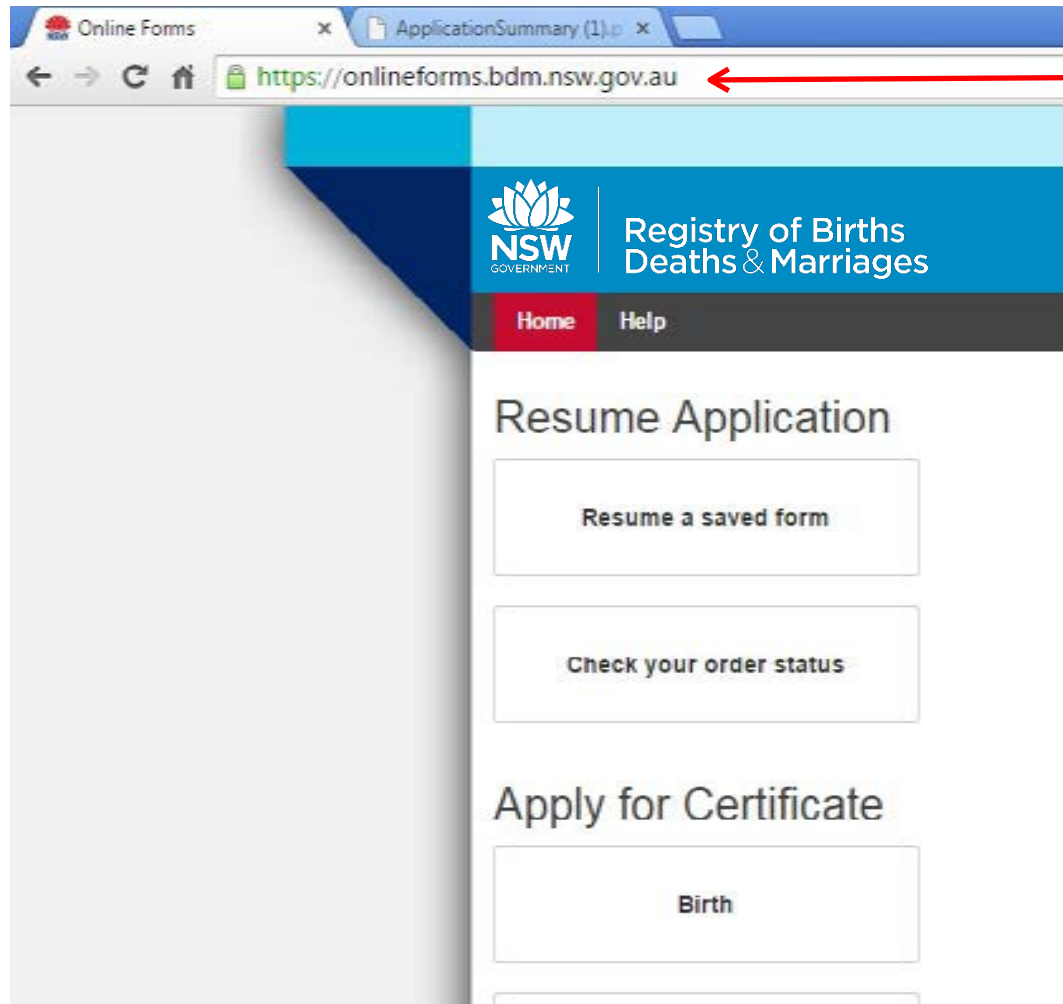 Online Forms
ApplicationSummary (1).p
https://onlineforms.bdm.nsw.gov.au
NSW
GOVERNMENT
Registry of Births
Deaths & Marriages
Home Help
Resume Application
Resume a saved form
Check your order status
Apply for Certificate
Birth